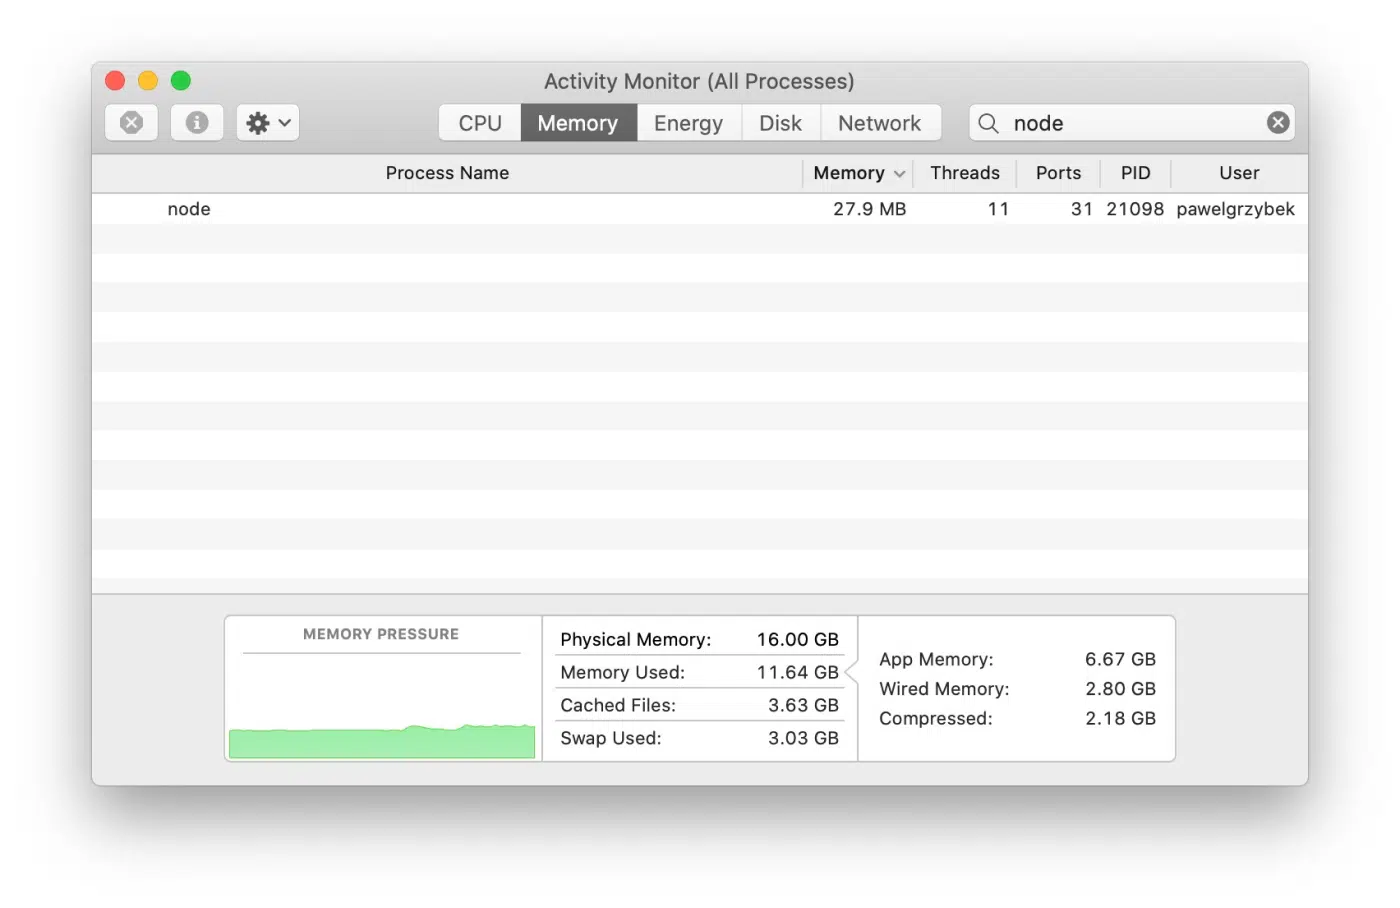 Activity Monitor (All Processes)
CPU Memory Energy Disk Network node
Process Name Memory Threads Ports PID User
node 27.9 MB 11 31 21098 pawelgrzybek
MEMORY PRESSURE
Physical Memory: 16.00 GB
Memory Used: 11.64 GB
Cached Files: 3.63 GB
Swap Used: 3.03 GB
App Memory: 6.67 GB
Wired Memory: 2.80 GB
Compressed: 2.18 GB